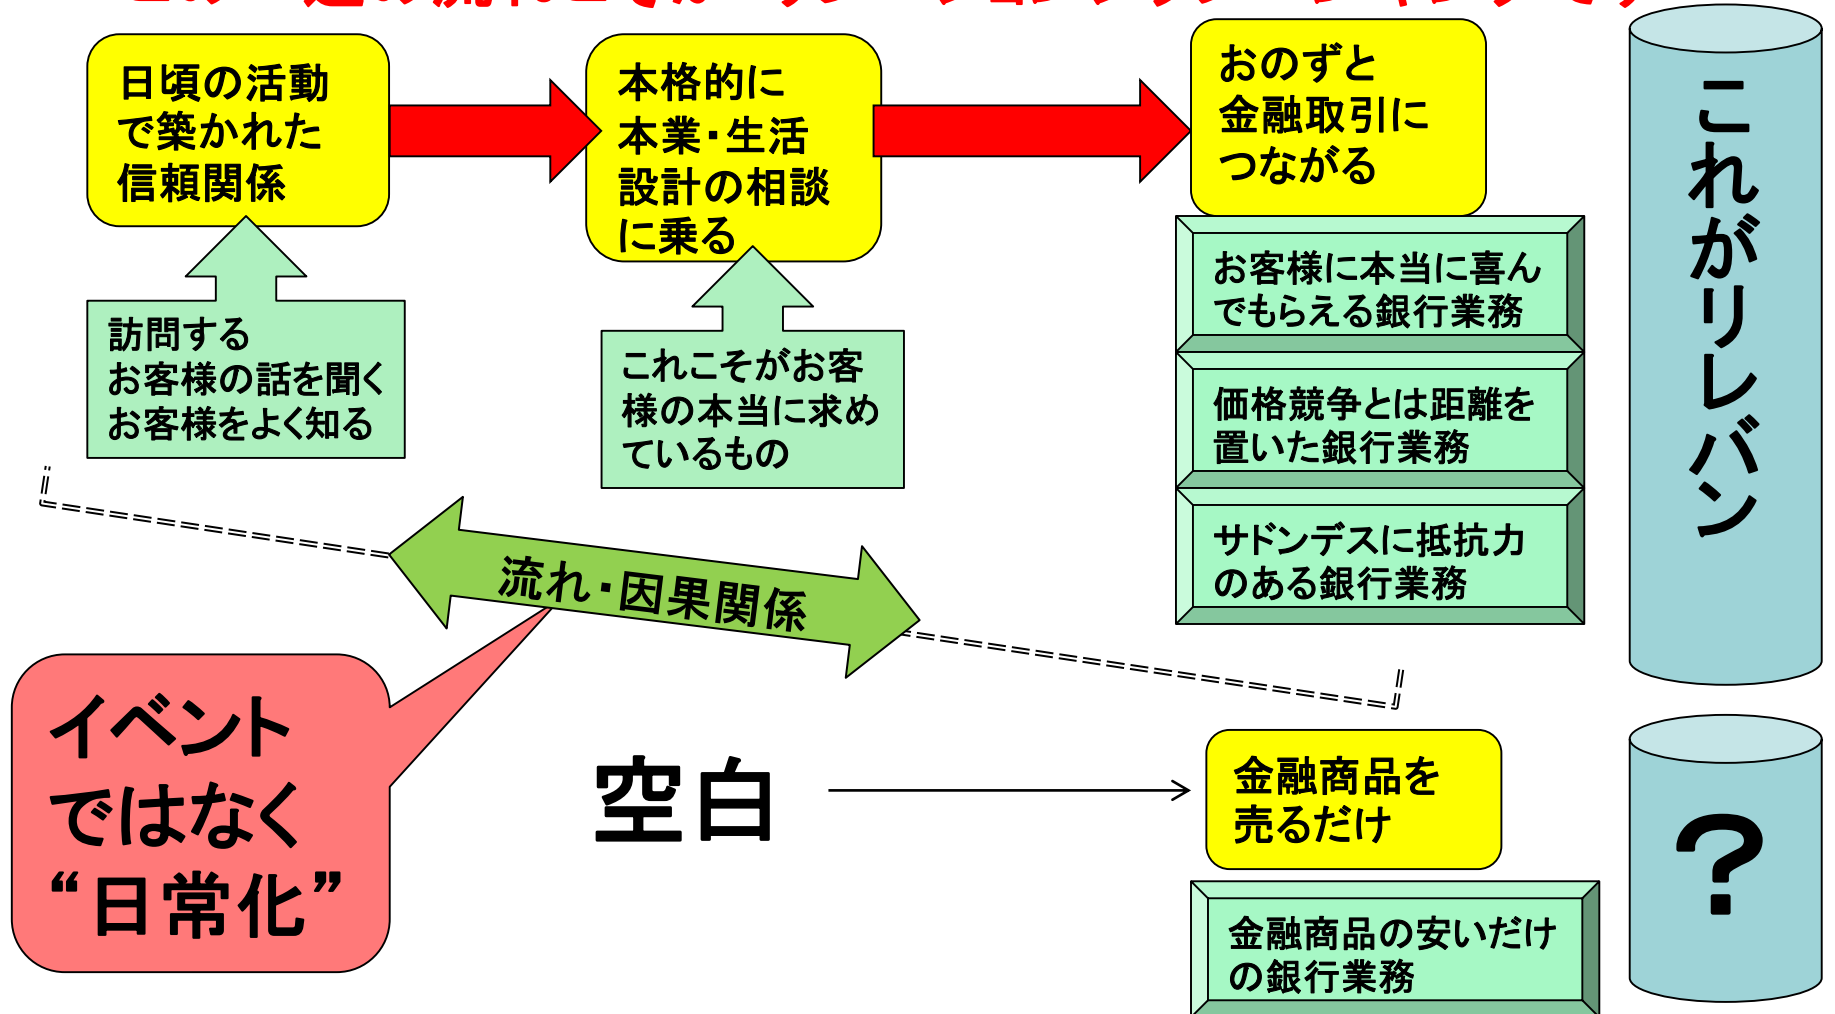 日頃の活動
で築かれた
信頼関係
本格的に
本業・生活
設計の相談
に乗る
おのずと
金融取引に
つながる
これがリレバン
訪問する
お客様の話を聞く
お客様をよく知る
これこそがお客
様の本当に求め
ているもの
お客様に本当に喜ん
でもらえる銀行業務
価格競争とは距離を
置いた銀行業務
サドンデスに抵抗力
のある銀行業務
流れ・因果関係
イベント
ではなく
“日常化”
空白
金融商品を
売るだけ
?
金融商品の安いだけ
の銀行業務